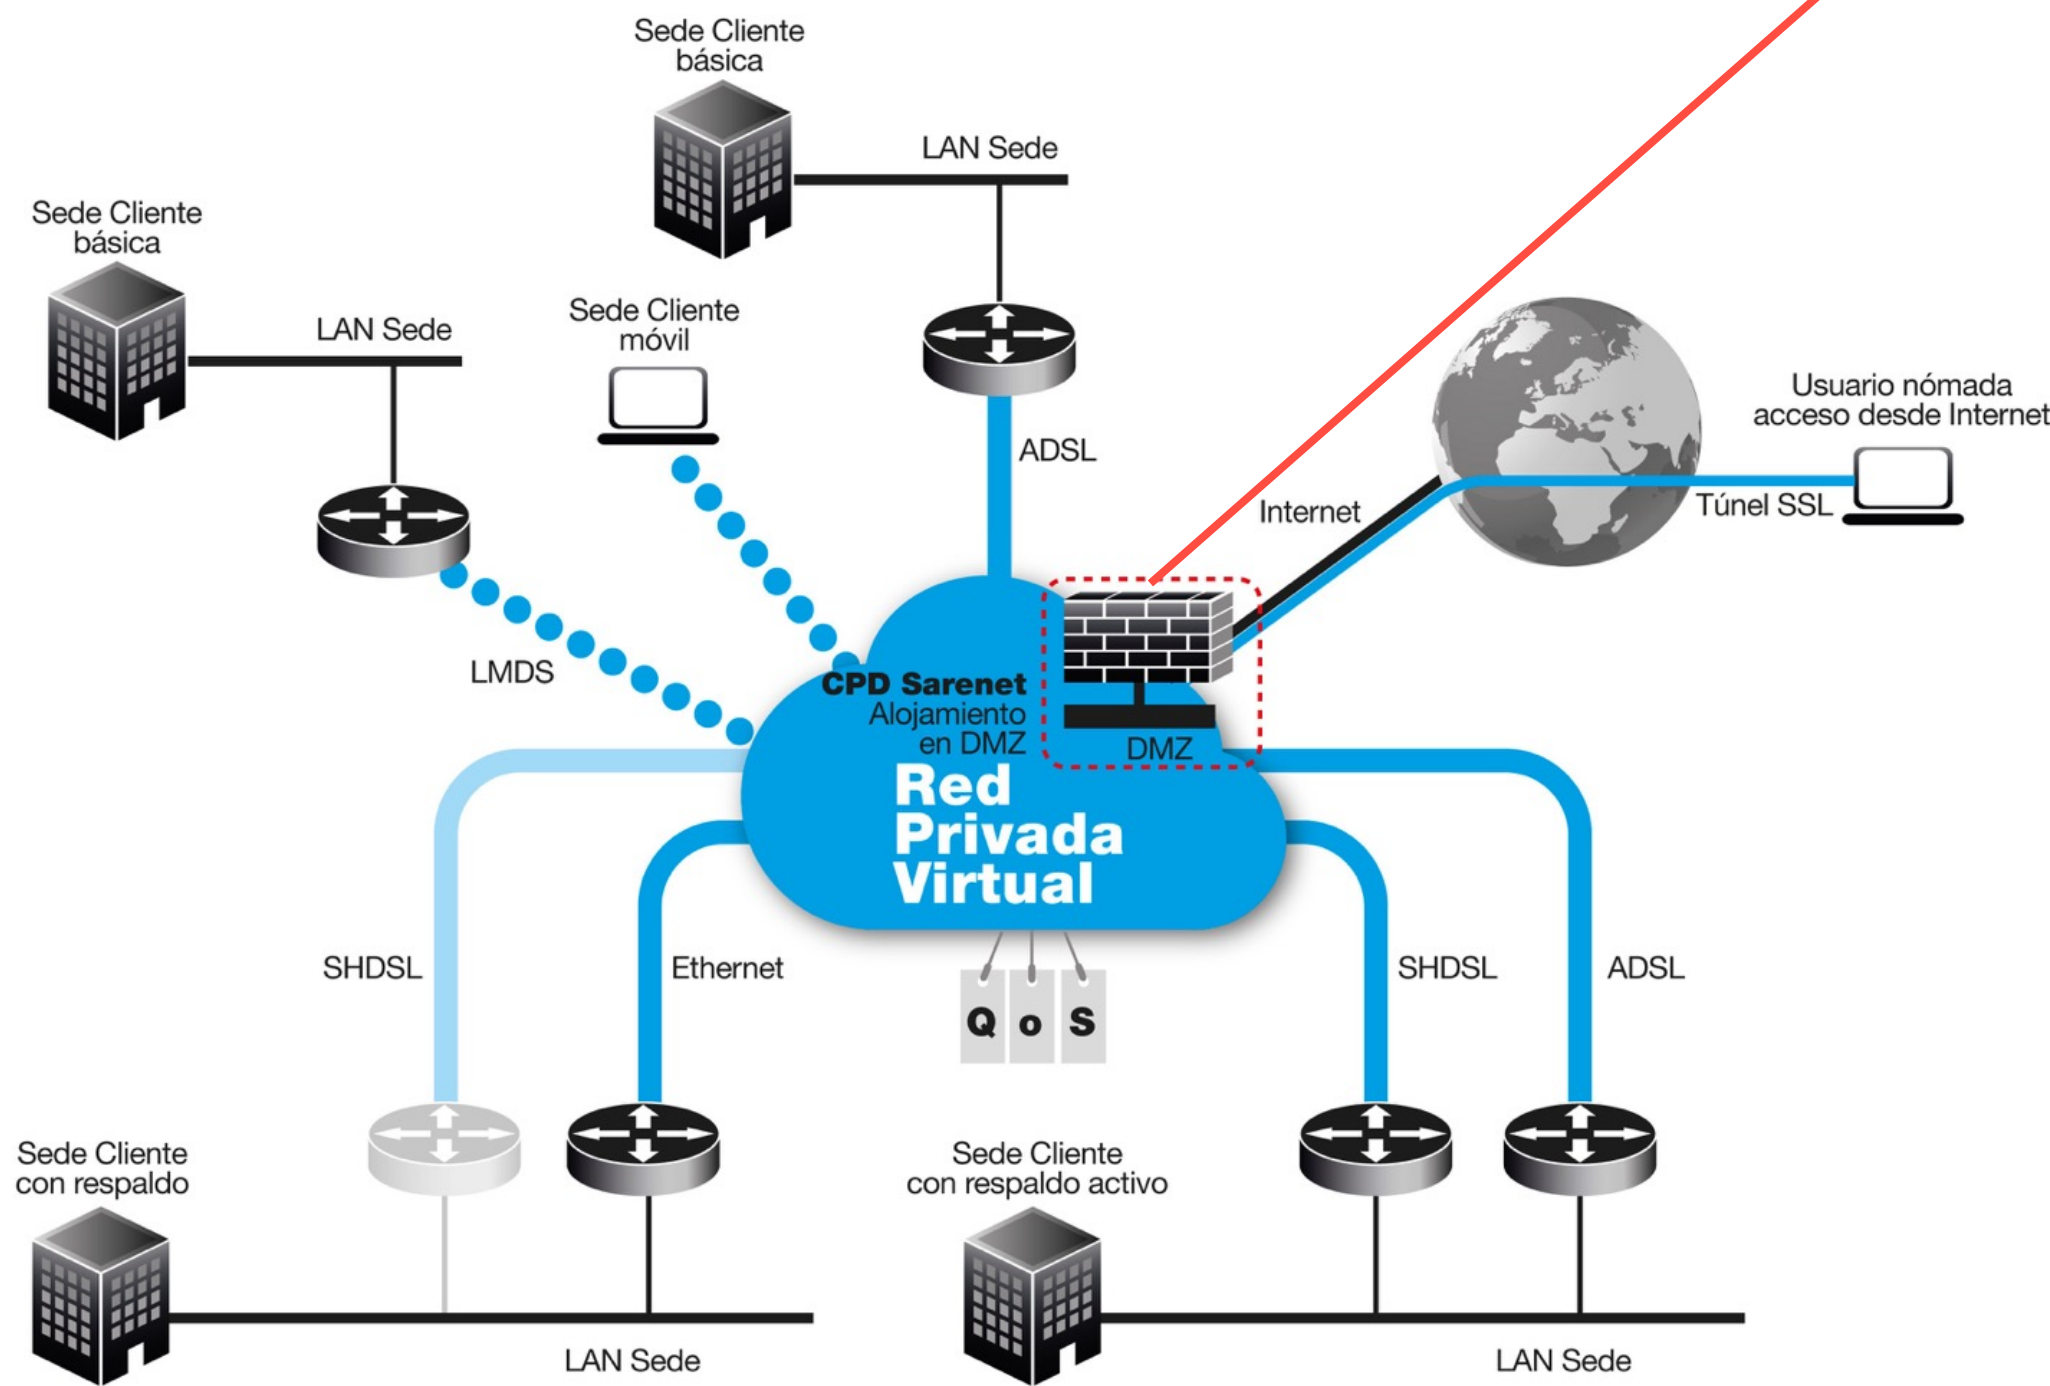 Sede Cliente
básica
LAN Sede
Sede Cliente
básica
LAN Sede
Sede Cliente
móvil
ADSL
Usuario nómada
acceso desde Internet
Internet
Túnel SSL
LMDS
CPD Sarenet
Alojamiento
en DMZ
DMZ
Red
Privada
Virtual
SHDSL
Ethernet
SHDSL
ADSL
Q o S
Sede Cliente
con respaldo
Sede Cliente
con respaldo activo
LAN Sede
LAN Sede